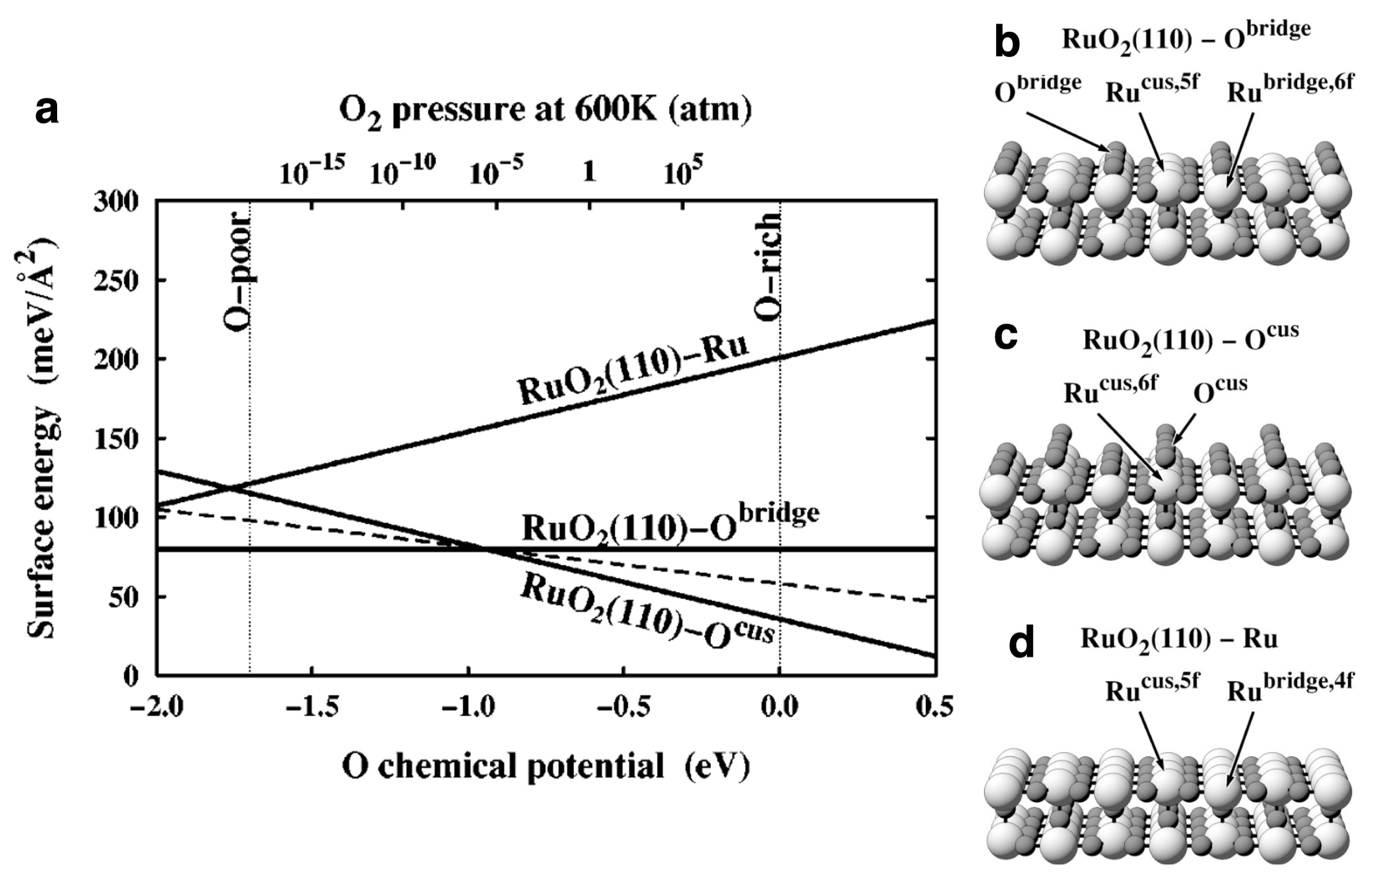 a
O₂ pressure at 600K (atm)
10⁻¹⁵ 10⁻¹⁰ 10⁻⁵ 1 10⁵
300
250
200
150
100
50
0
Surface energy (meV/Å²)
O−poor
O−rich
RuO₂(110)−Ru
RuO₂(110)−O^bridge
RuO₂(110)−O^cus
−2.0 −1.5 −1.0 −0.5 0.0 0.5
O chemical potential (eV)
b
RuO₂(110) − O^bridge
O^bridge Ru^cus,5f Ru^bridge,6f
c
RuO₂(110) − O^cus
Ru^cus,6f O^cus
d
RuO₂(110) − Ru
Ru^cus,5f Ru^bridge,4f